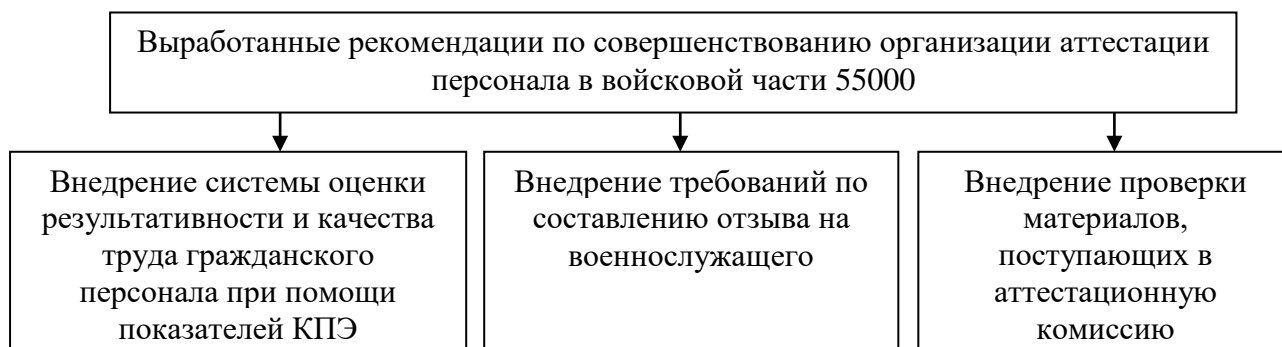 Выработанные рекомендации по совершенствованию организации аттестации
персонала в войсковой части 55000
Внедрение системы оценки
результативности и качества
труда гражданского
персонала при помощи
показателей КПЭ
Внедрение требований по
составлению отзыва на
военнослужащего
Внедрение проверки
материалов,
поступающих в
аттестационную
комиссию